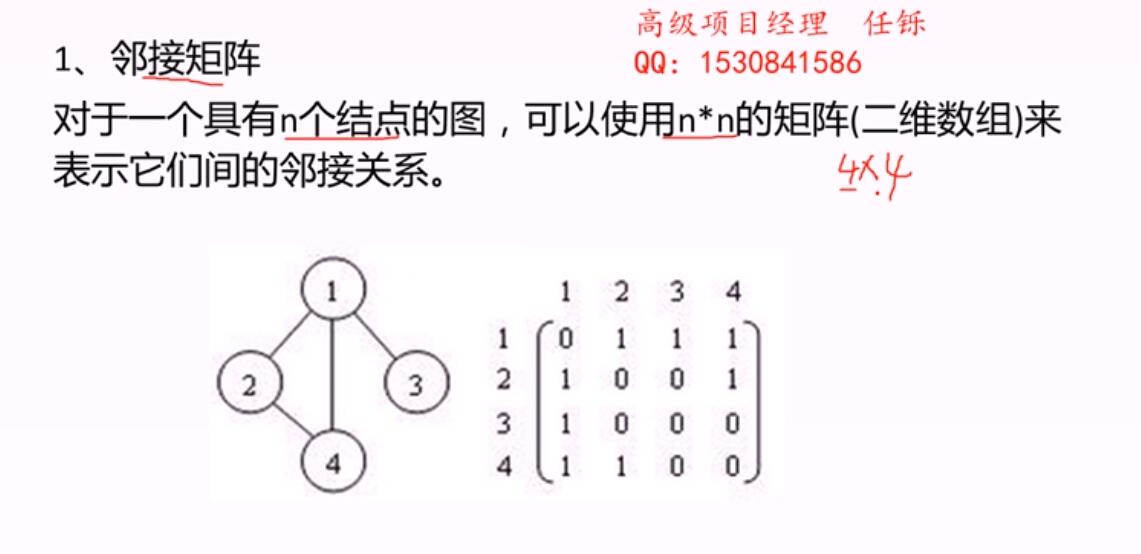 高级项目经理 任铄
QQ：1530841586
1、邻接矩阵
对于一个具有n个结点的图，可以使用n*n的矩阵(二维数组)来
表示它们间的邻接关系。
4×4
1
2
3
4
1 2 3 4
1 0 1 1 1
2 1 0 0 1
3 1 0 0 0
4 1 1 0 0